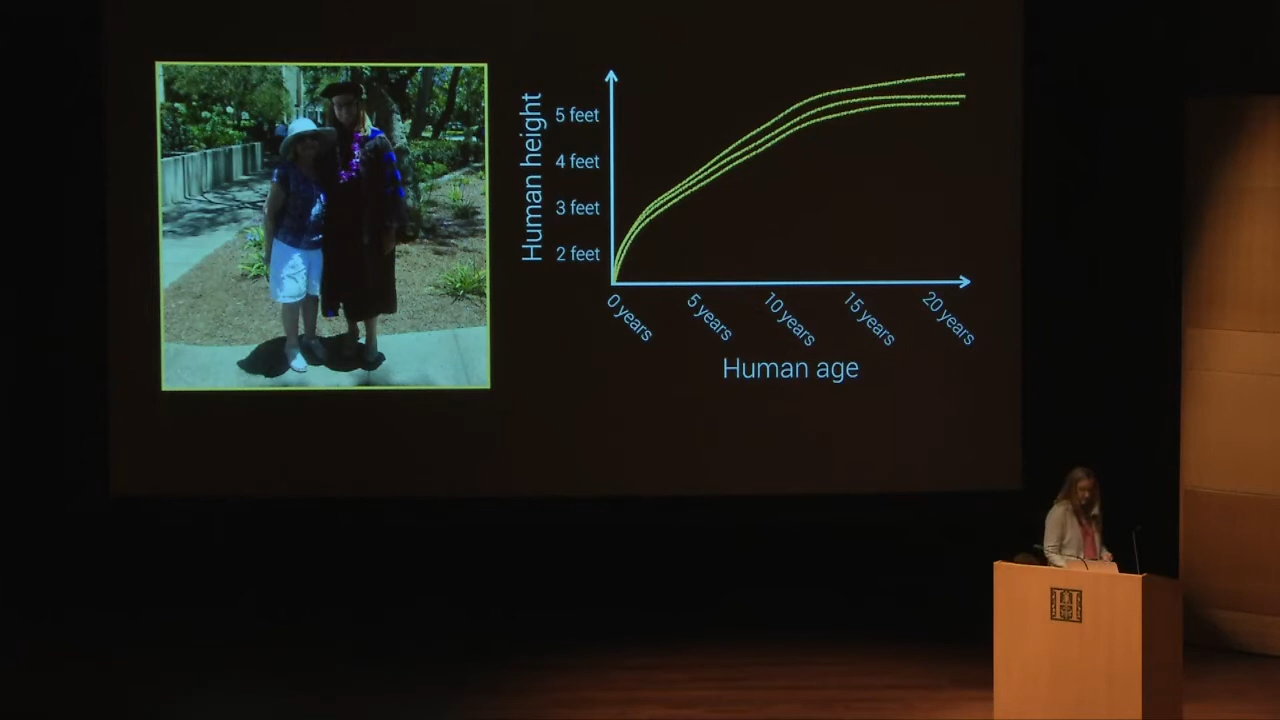 Human height
5 feet
4 feet
3 feet
2 feet
0 years
5 years
10 years
15 years
20 years
Human age
H